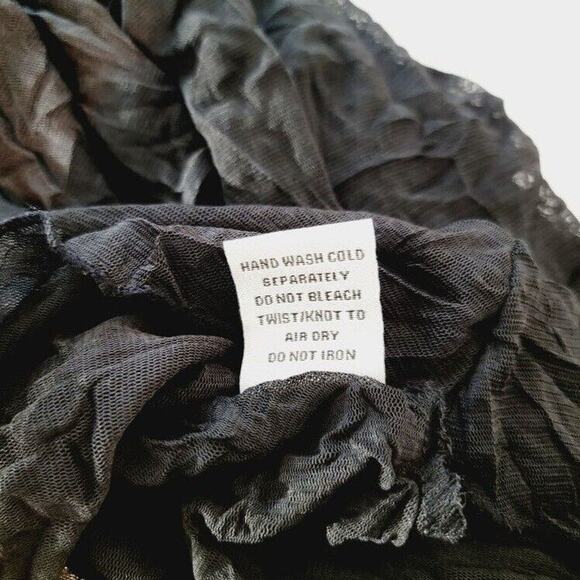 HAND WASH COLD
SEPARATELY
DO NOT BLEACH
TWIST/KNOT TO
AIR DRY
DO NOT IRON